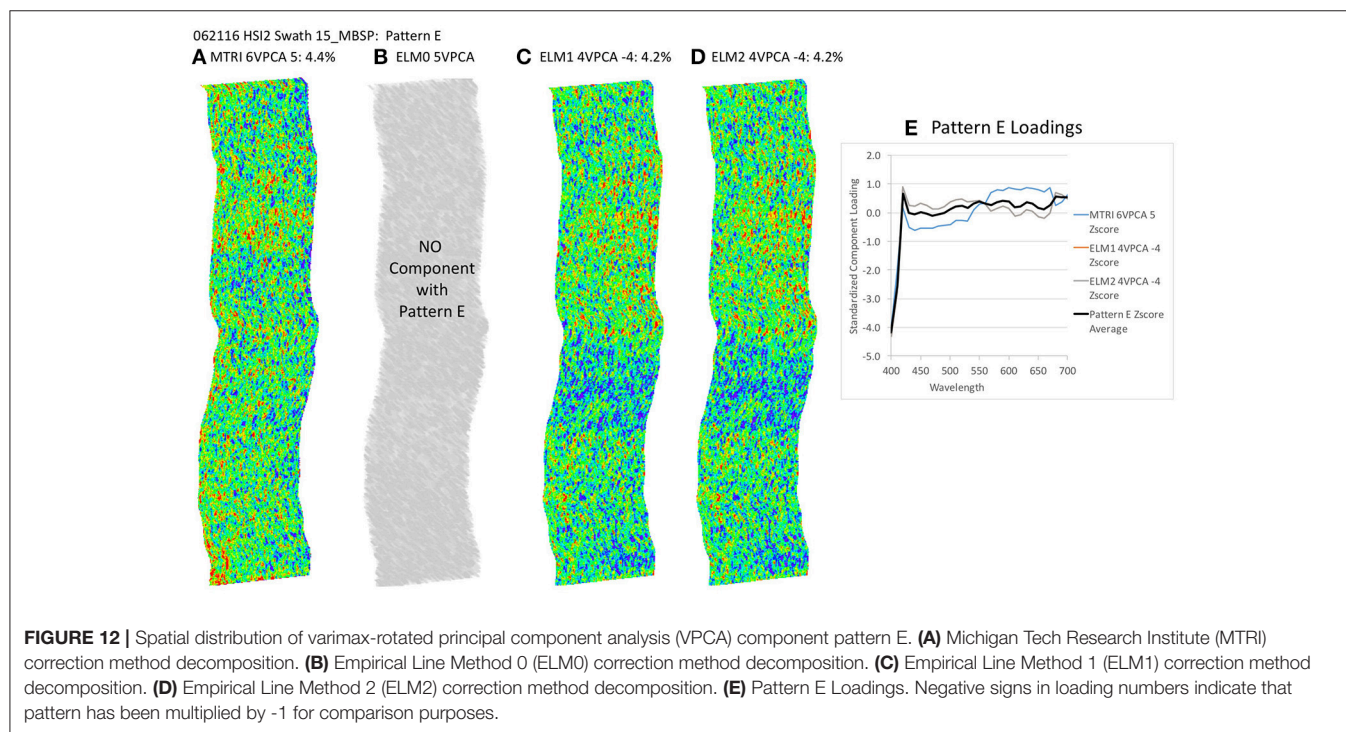 062116 HSI2 Swath 15_MBSP: Pattern E
A MTRI 6VPCA 5: 4.4%
B ELM0 5VPCA
C ELM1 4VPCA -4: 4.2%
D ELM2 4VPCA -4: 4.2%
NO
Component
with
Pattern E
E Pattern E Loadings
Standardized Component Loading
2.0
1.0
0.0
-1.0
-2.0
-3.0
-4.0
-5.0
400 450 500 550 600 650 700
Wavelength
MTRI 6VPCA 5
Zscore
ELM1 4VPCA -4
Zscore
ELM2 4VPCA -4
Zscore
Pattern E Zscore
Average
FIGURE 12 | Spatial distribution of varimax-rotated principal component analysis (VPCA) component pattern E. (A) Michigan Tech Research Institute (MTRI)
correction method decomposition. (B) Empirical Line Method 0 (ELM0) correction method decomposition. (C) Empirical Line Method 1 (ELM1) correction method
decomposition. (D) Empirical Line Method 2 (ELM2) correction method decomposition. (E) Pattern E Loadings. Negative signs in loading numbers indicate that
pattern has been multiplied by -1 for comparison purposes.